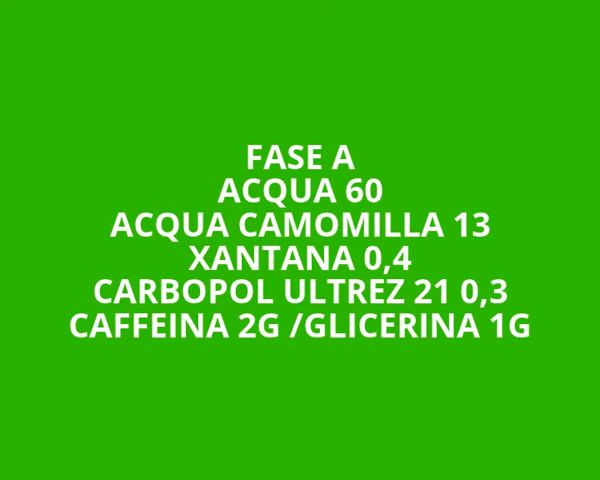 FASE A
ACQUA 60
ACQUA CAMOMILLA 13
XANTANA 0,4
CARBOPOL ULTREZ 21 0,3
CAFFEINA 2G /GLICERINA 1G